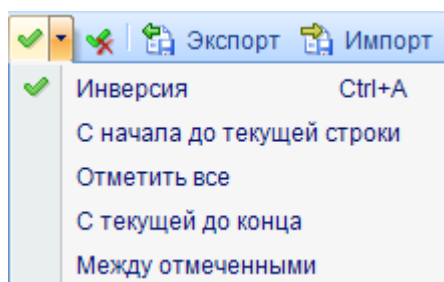 Экспорт Импорт
Инверсия Ctrl+A
С начала до текущей строки
Отметить все
С текущей до конца
Между отмеченными